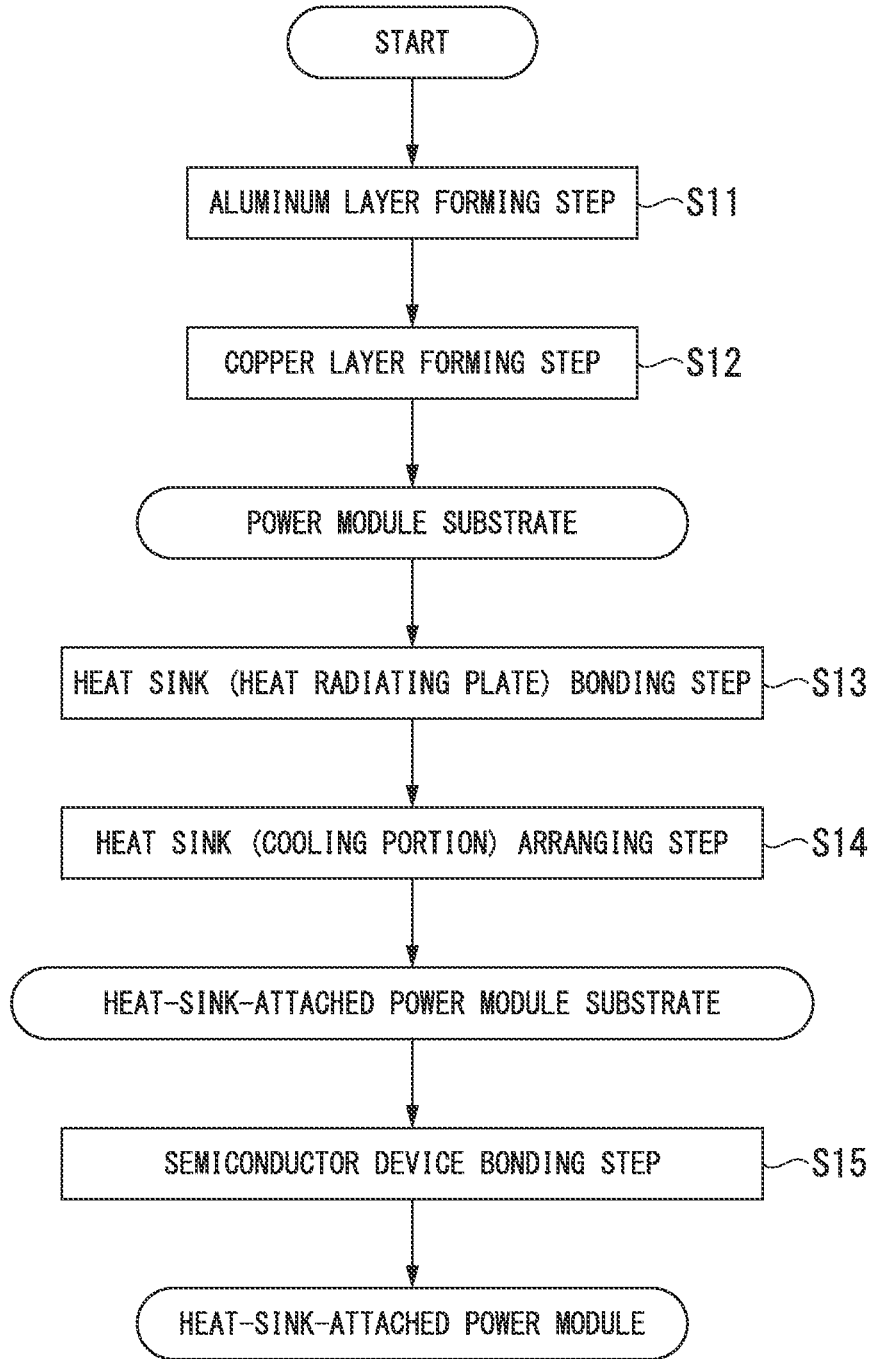 START
ALUMINUM LAYER FORMING STEP S11
COPPER LAYER FORMING STEP S12
POWER MODULE SUBSTRATE
HEAT SINK (HEAT RADIATING PLATE) BONDING STEP S13
HEAT SINK (COOLING PORTION) ARRANGING STEP S14
HEAT-SINK-ATTACHED POWER MODULE SUBSTRATE
SEMICONDUCTOR DEVICE BONDING STEP S15
HEAT-SINK-ATTACHED POWER MODULE